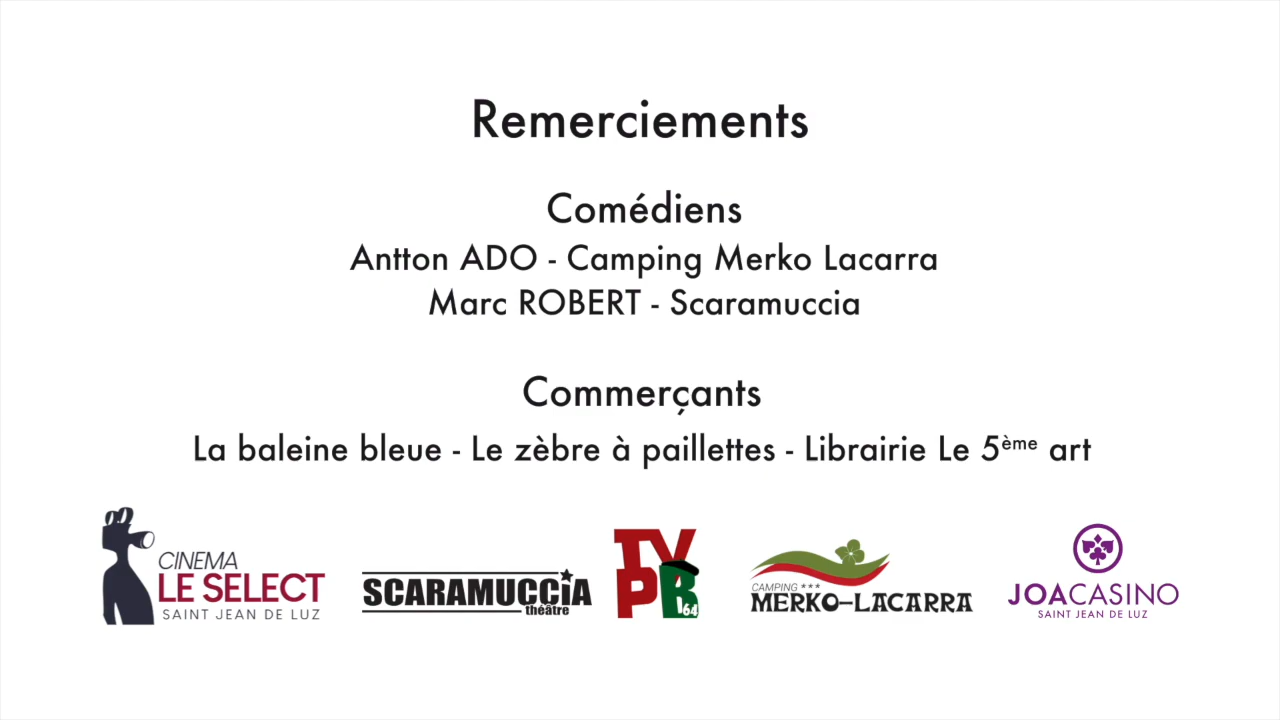 Remerciements
Comédiens
Antton ADO - Camping Merko Lacarra
Marc ROBERT - Scaramuccia
Commerçants
La baleine bleue - Le zèbre à paillettes - Librairie Le 5ème art
CINEMA
LE SELECT
SAINT JEAN DE LUZ
SCARAMUCCIA
théâtre
TV
PB
64
CAMPING ***
MERKO-LACARRA
JOACASINO
SAINT JEAN DE LUZ